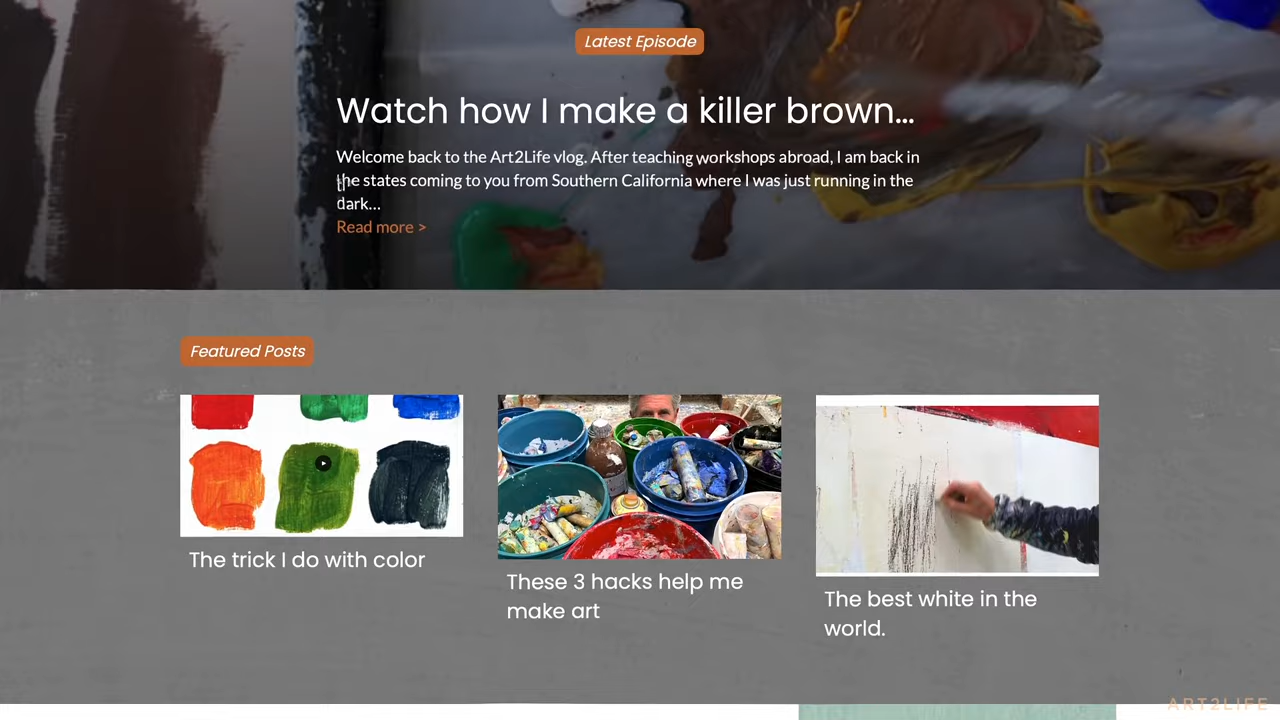 Latest Episode
Watch how I make a killer brown...
Welcome back to the Art2Life vlog. After teaching workshops abroad, I am back in
the states coming to you from Southern California where I was just running in the
dark...
Read more >
Featured Posts
The trick I do with color
These 3 hacks help me
make art
The best white in the
world.
ART2LIFE